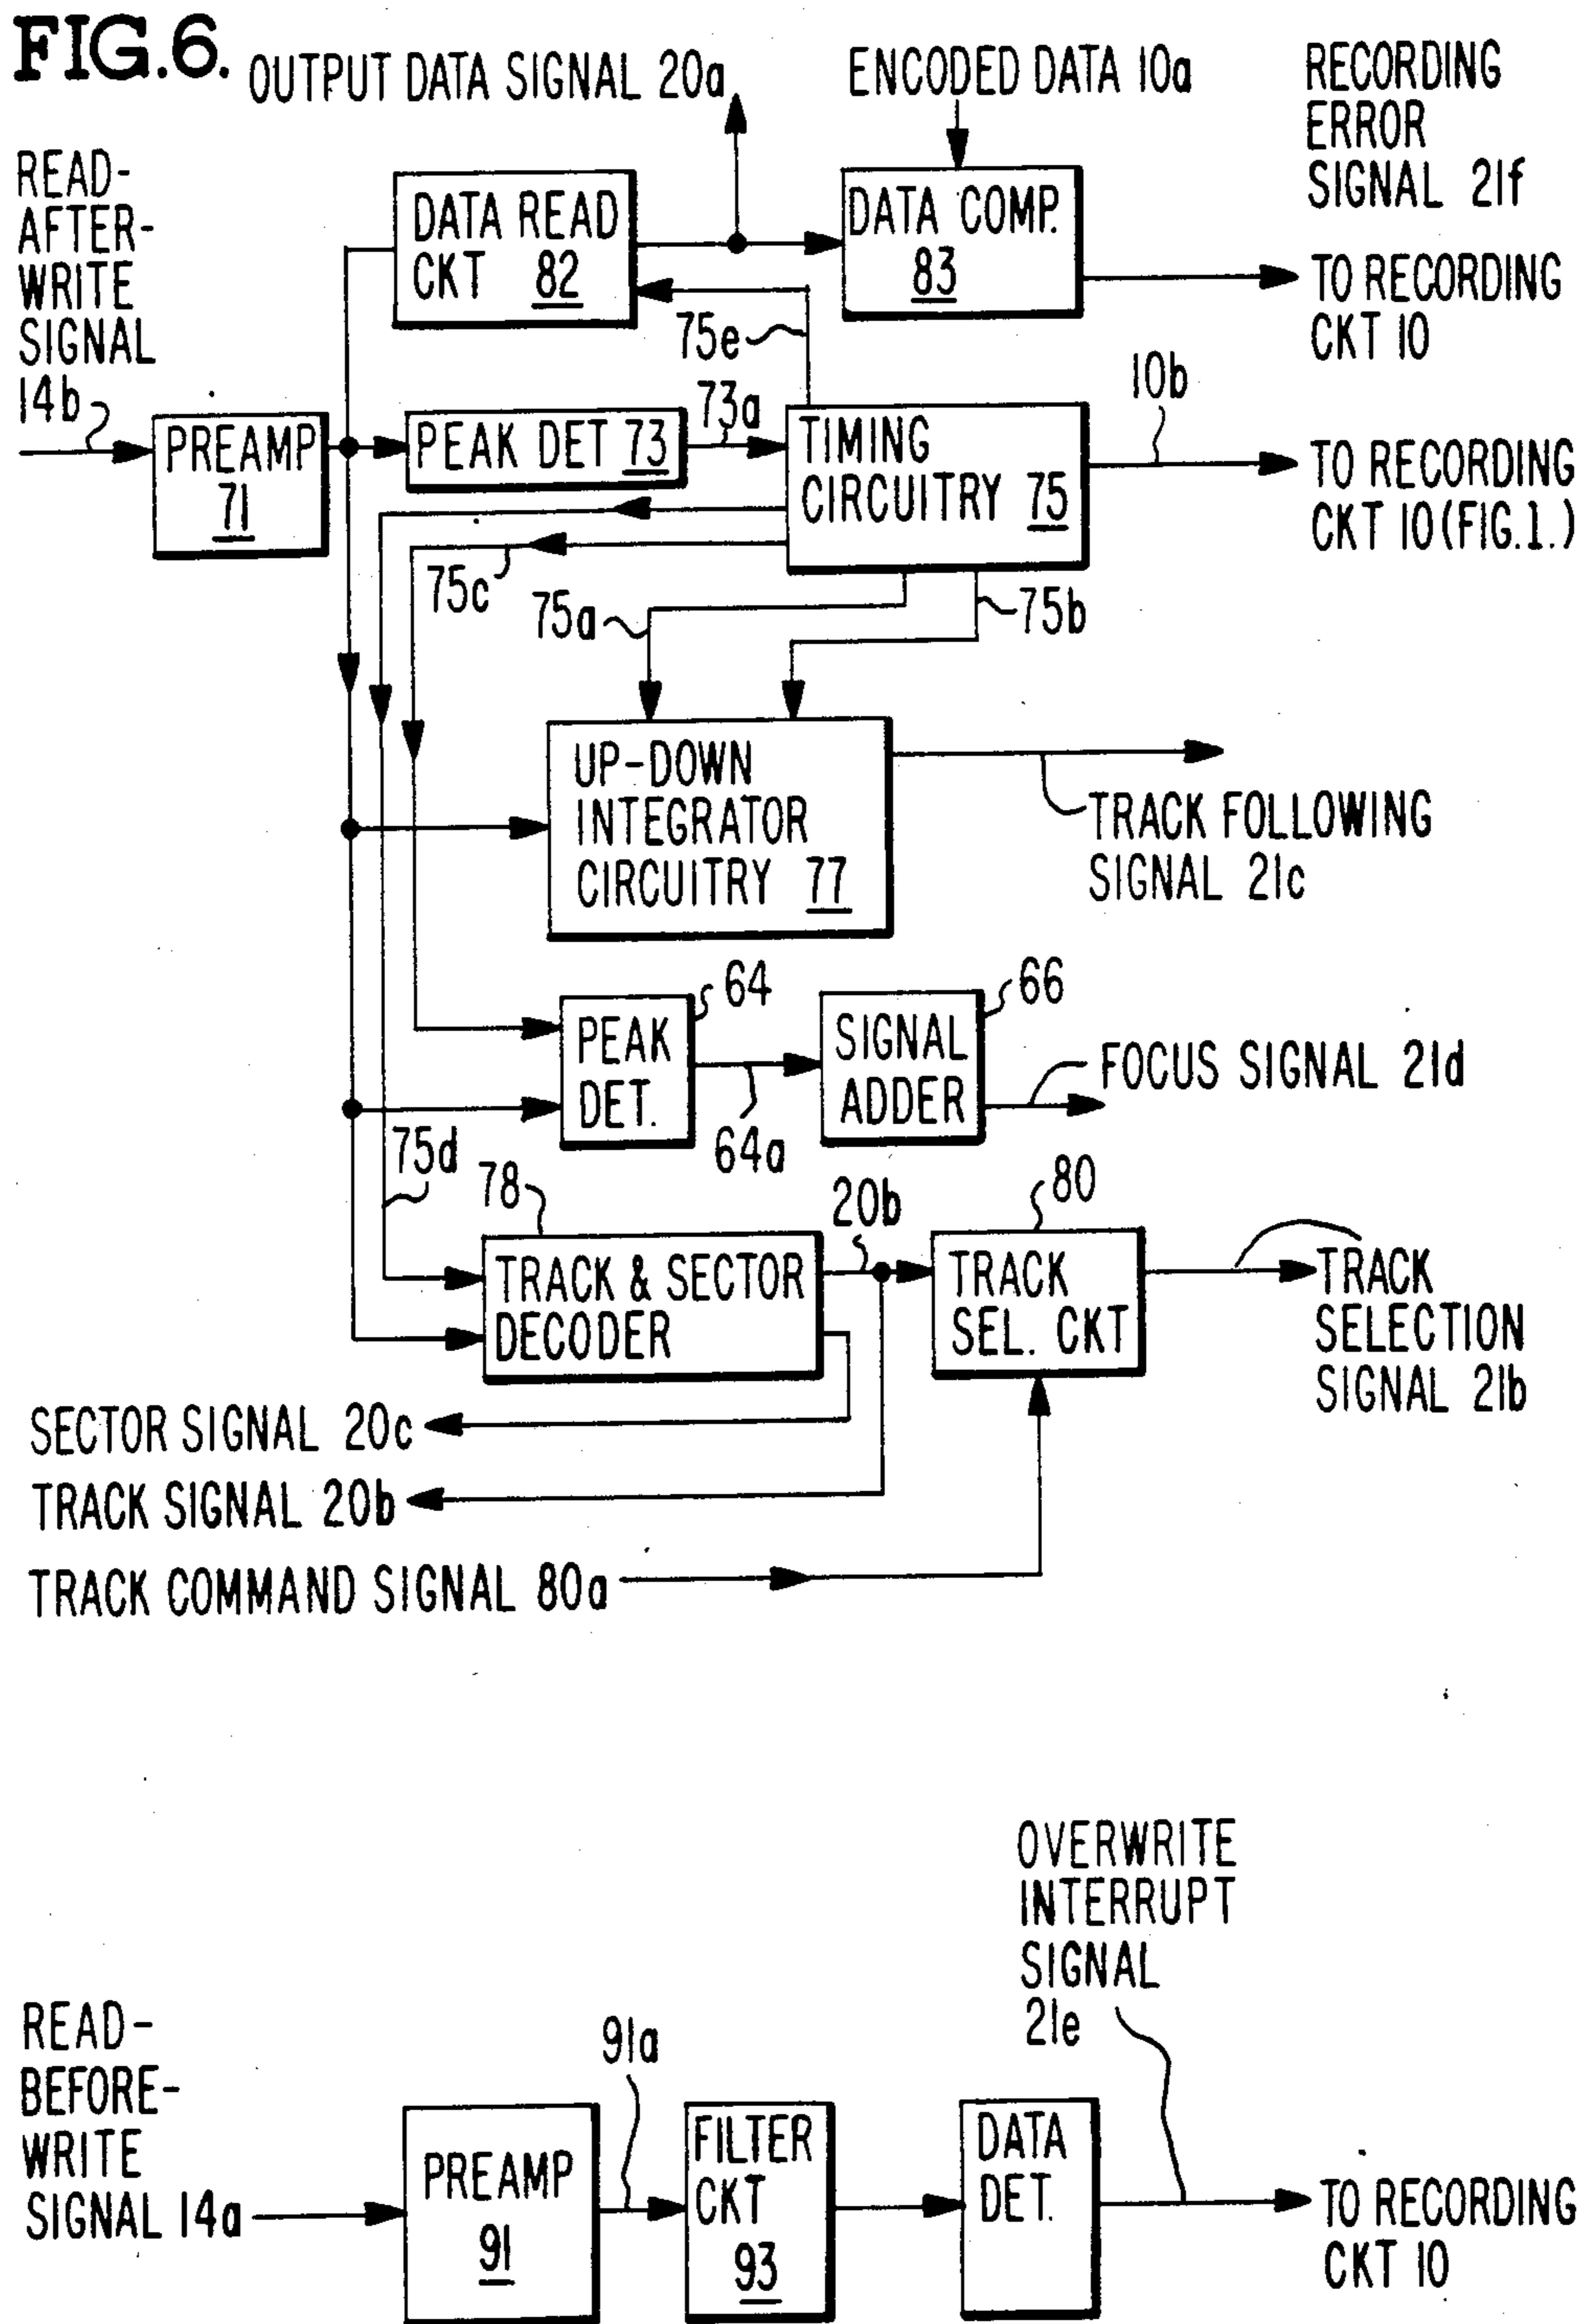 FIG.6.
OUTPUT DATA SIGNAL 20a
ENCODED DATA 10a
RECORDING
ERROR
SIGNAL 21f
READ-
AFTER-
WRITE
SIGNAL
14b
DATA READ
CKT 82
DATA COMP.
83
TO RECORDING
CKT 10
75e
10b
PREAMP
71
PEAK DET 73
73a
TIMING
CIRCUITRY 75
TO RECORDING
CKT 10 (FIG.1.)
75c
75a
75b
UP-DOWN
INTEGRATOR
CIRCUITRY 77
TRACK FOLLOWING
SIGNAL 21c
64
66
PEAK
DET.
SIGNAL
ADDER
FOCUS SIGNAL 21d
64a
75d
78
20b
80
TRACK & SECTOR
DECODER
TRACK
SEL. CKT
TRACK
SELECTION
SIGNAL 21b
SECTOR SIGNAL 20c
TRACK SIGNAL 20b
TRACK COMMAND SIGNAL 80a
OVERWRITE
INTERRUPT
SIGNAL
21e
READ-
BEFORE-
WRITE
SIGNAL 14a
91a
PREAMP
91
FILTER
CKT
93
DATA
DET.
TO RECORDING
CKT 10